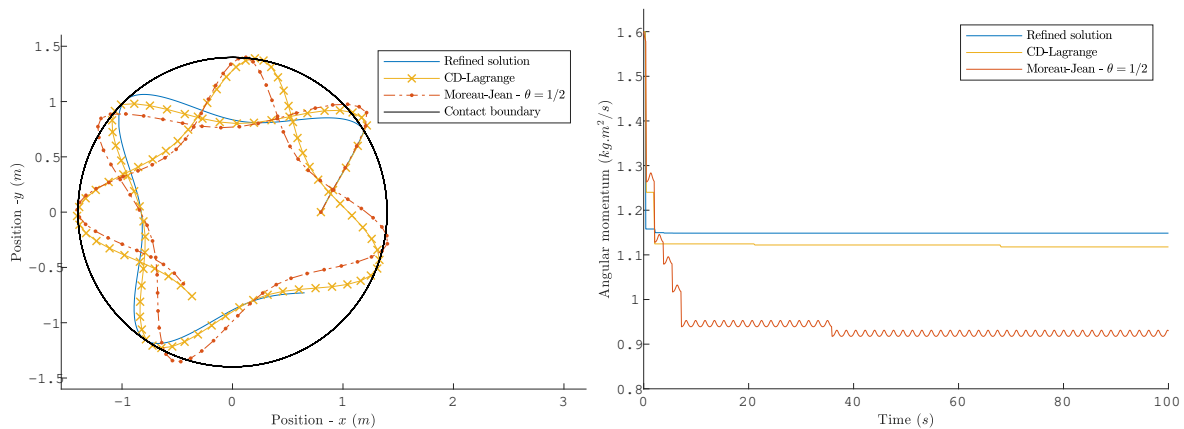 1.5
1
0.5
0
−0.5
−1
−1.5
−1
0
1
2
3
Position -y (m)
Position - x (m)
Refined solution
CD-Lagrange
Moreau-Jean - θ = 1/2
Contact boundary
1.6
1.5
1.4
1.3
1.2
1.1
1
0.9
0.8
0
20
40
60
80
100
Angular momentum (kg.m²/s)
Time (s)
Refined solution
CD-Lagrange
Moreau-Jean - θ = 1/2